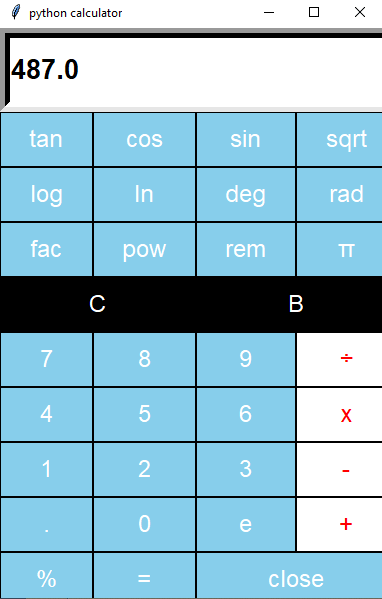 python calculator
487.0
tan cos sin sqrt
log ln deg rad
fac pow rem π
C B
7 8 9 ÷
4 5 6 x
1 2 3 -
. 0 e +
% = close